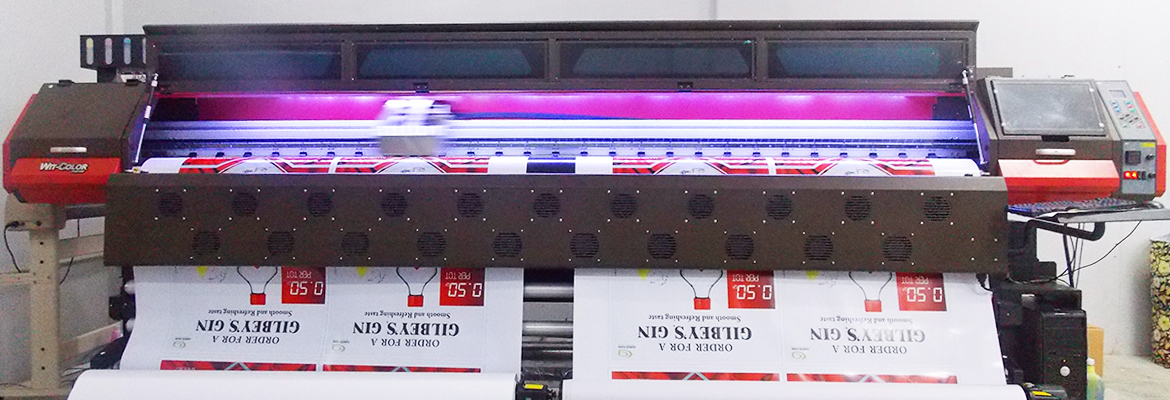 WIT-COLOR
ORDER FOR A
GILBEY'S GIN
Smooth and Refreshing taste
0.50
PER TOT
ORDER FOR A
GILBEY'S GIN
Smooth and Refreshing taste
0.50
PER TOT
ORDER FOR A
GILBEY'S GIN
Smooth and Refreshing taste
0.50
PER TOT
ORDER FOR A
GILBEY'S GIN
Smooth and Refreshing taste
0.50
PER TOT